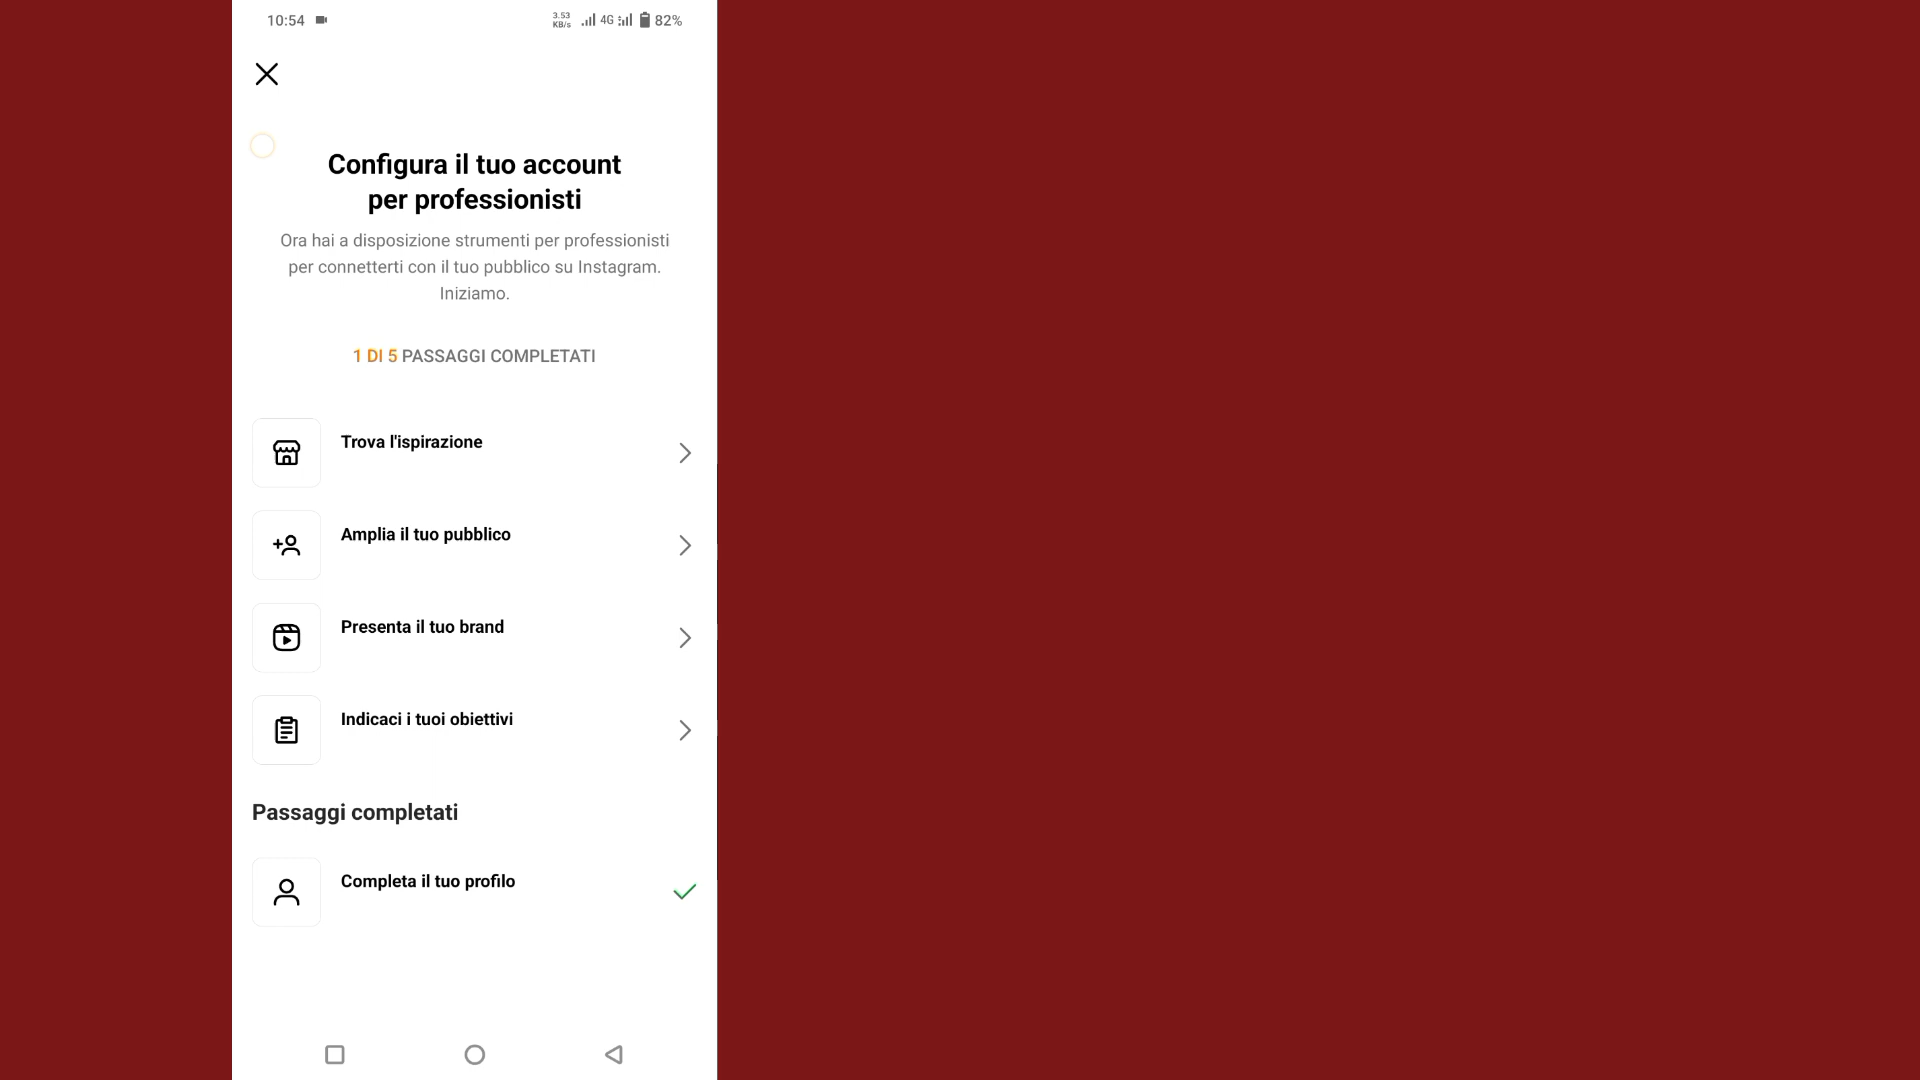 10:54
3.53
KB/s
4G
82%
Configura il tuo account
per professionisti
Ora hai a disposizione strumenti per professionisti
per connetterti con il tuo pubblico su Instagram.
Iniziamo.
1 DI 5 PASSAGGI COMPLETATI
Trova l'ispirazione
Amplia il tuo pubblico
Presenta il tuo brand
Indicaci i tuoi obiettivi
Passaggi completati
Completa il tuo profilo